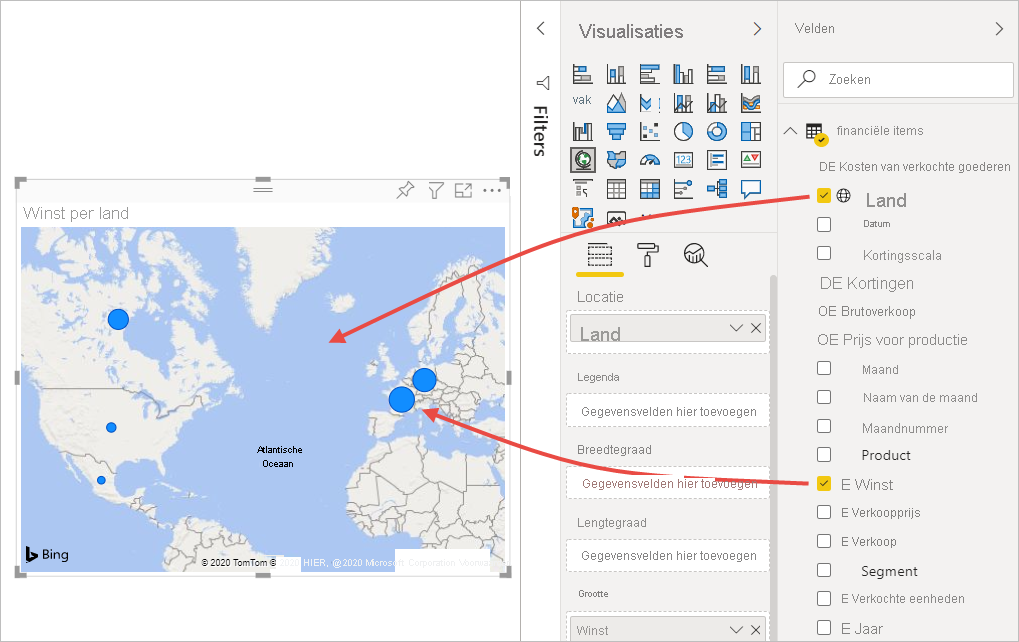 Winst per land
Atlantische
Oceaan
Bing
© 2020 TomTom © 2020 HIER, @2020 Microsoft Corporation
Filters
Visualisaties
vak
123
Locatie
Land
Legenda
Gegevensvelden hier toevoegen
Breedtegraad
Gegevensvelden hier toevoegen
Lengtegraad
Gegevensvelden hier toevoegen
Grootte
Winst
Velden
Zoeken
financiële items
DE Kosten van verkochte goederen
Land
Datum
Kortingsscala
DE Kortingen
OE Brutoverkoop
OE Prijs voor productie
Maand
Naam van de maand
Maandnummer
Product
E Winst
E Verkoopprijs
E Verkoop
Segment
E Verkochte eenheden
E Jaar